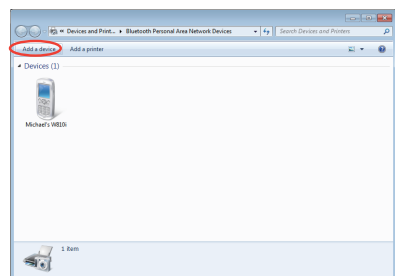 « Devices and Print... ▸ Bluetooth Personal Area Network Devices
Search Devices and Printers
Add a device Add a printer
Devices (1)
Michael's W810i
1 item